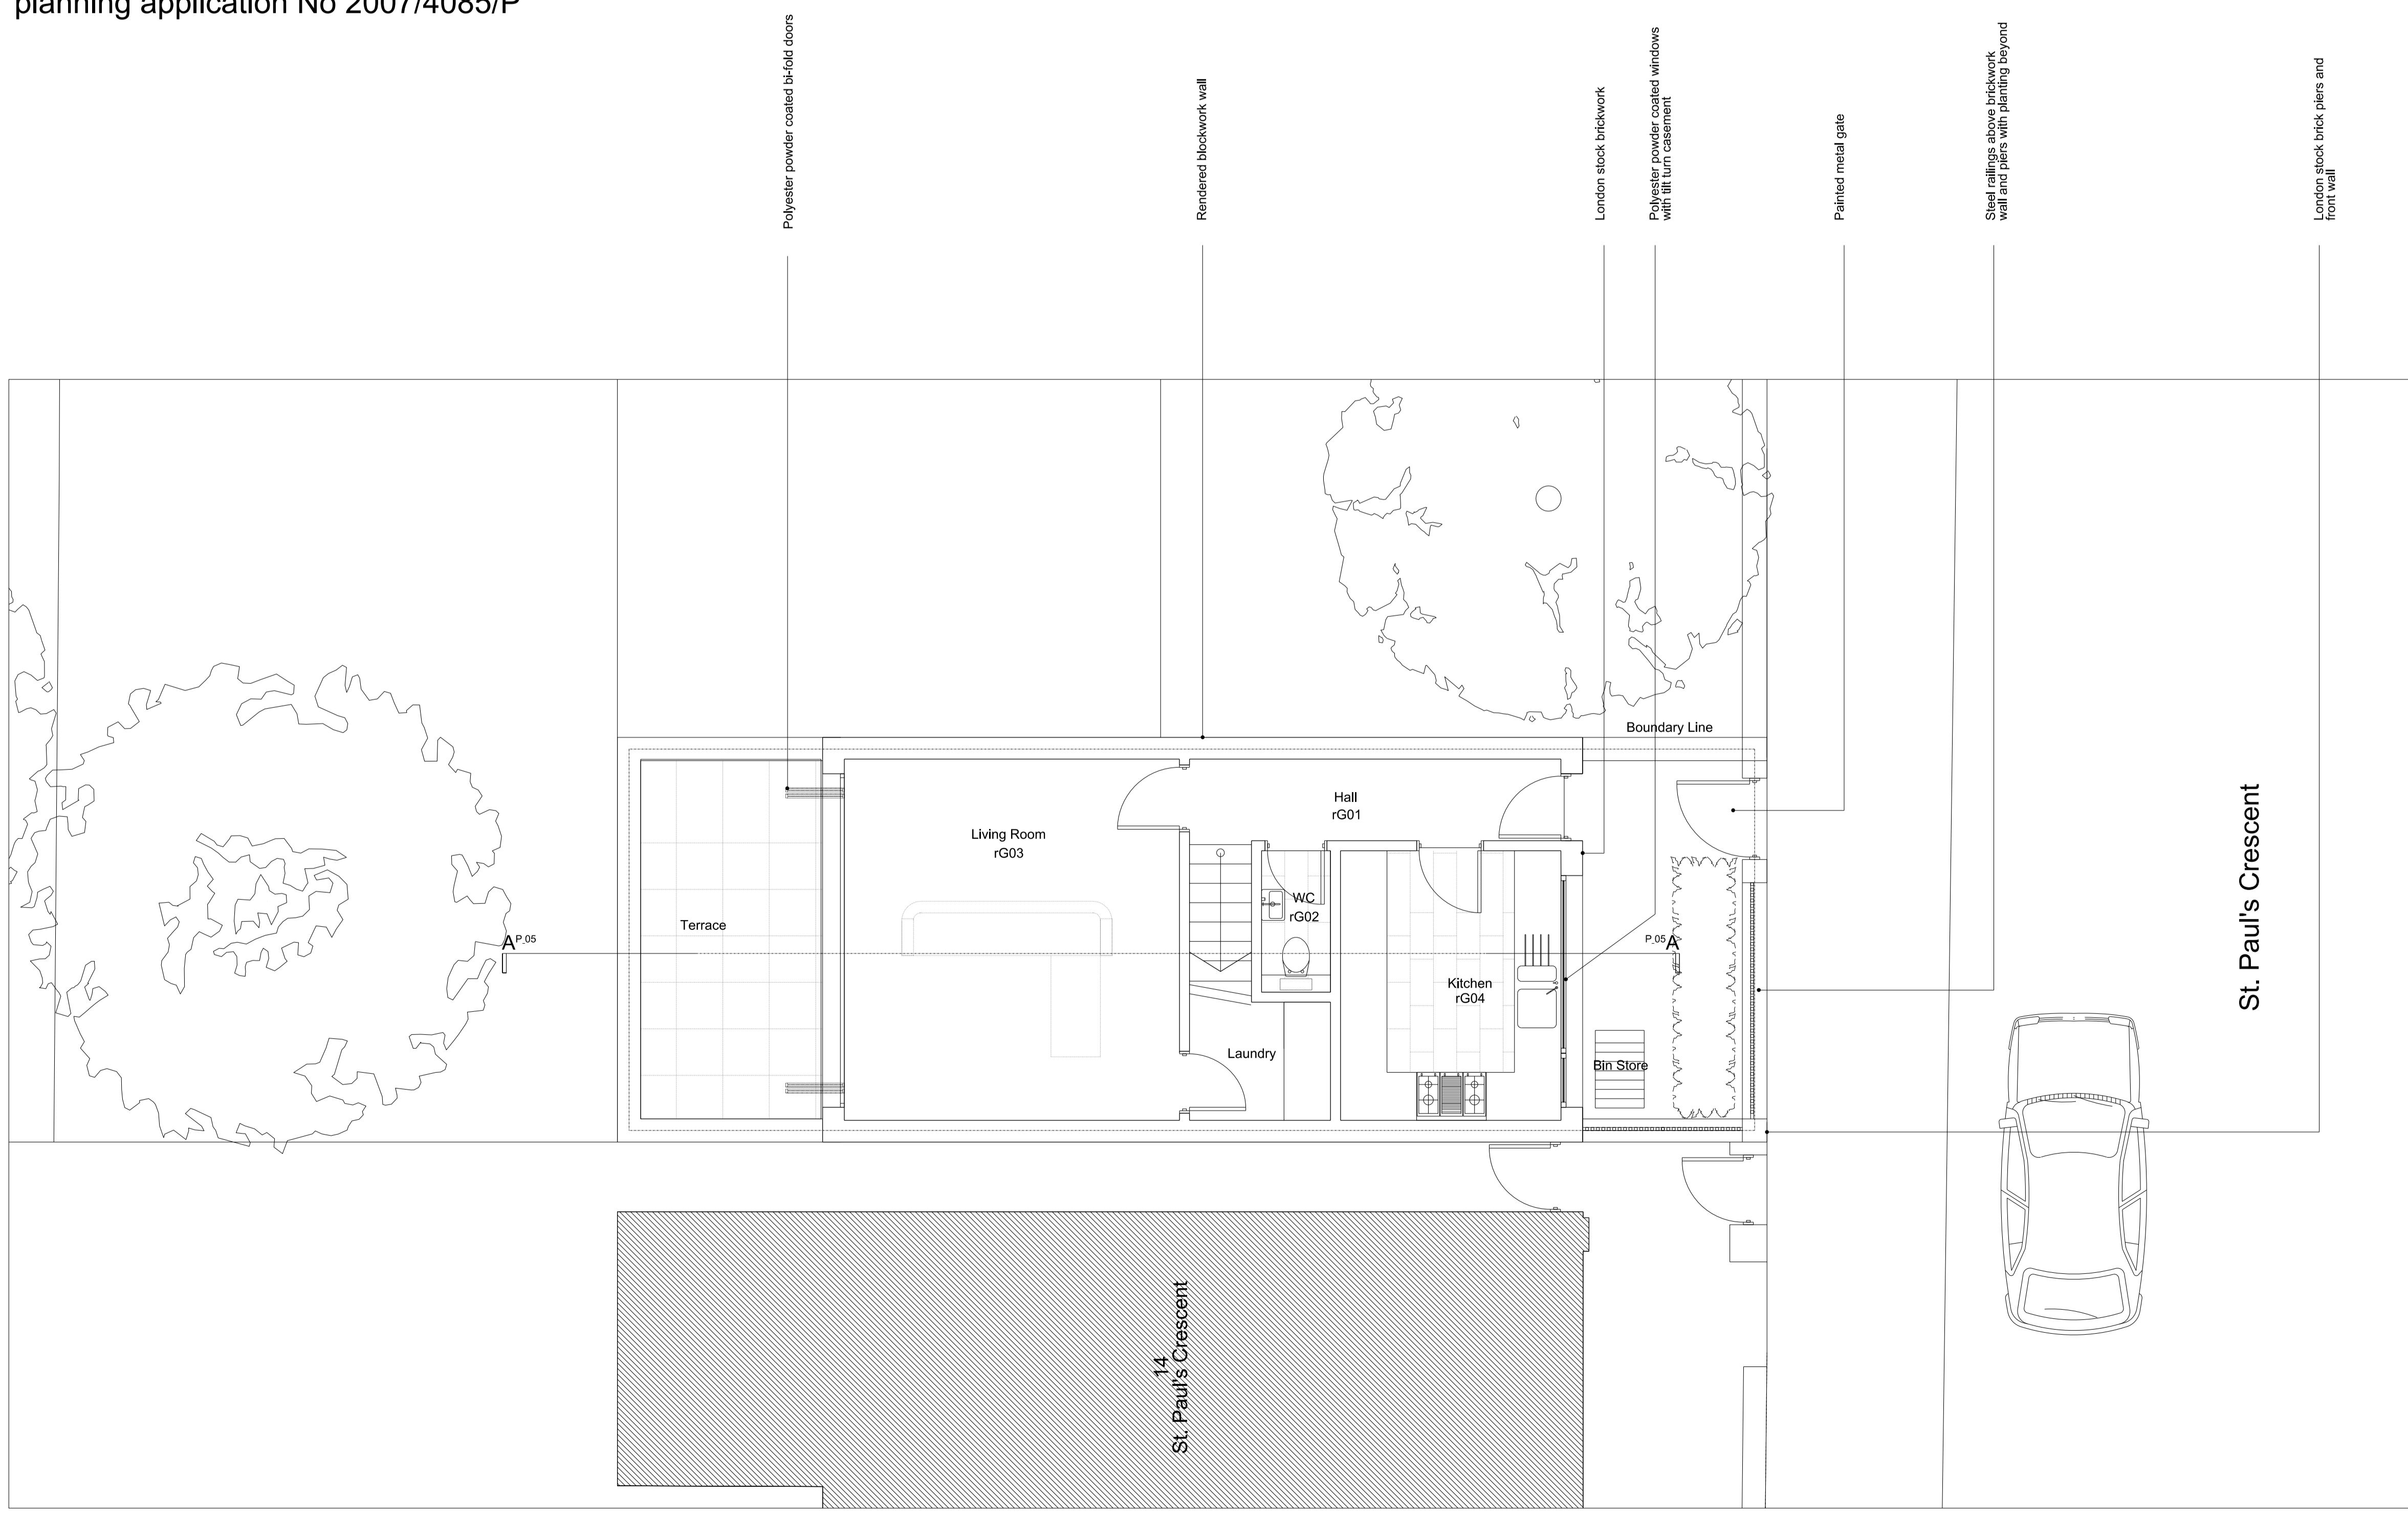 planning application No 2007/4085/P
Polyester powder coated bi-fold doors
Rendered blockwork wall
London stock brickwork
Polyester powder coated windows
with tilt turn casement
Painted metal gate
Steel railings above brickwork
wall and piers with planting beyond
London stock brick piers and
front wall
Boundary Line
Hall
rG01
Living Room
rG03
WC
rG02
Terrace
A P_05
P_05 A
Kitchen
rG04
Laundry
Bin Store
St. Paul's Crescent
14
St. Paul's Crescent